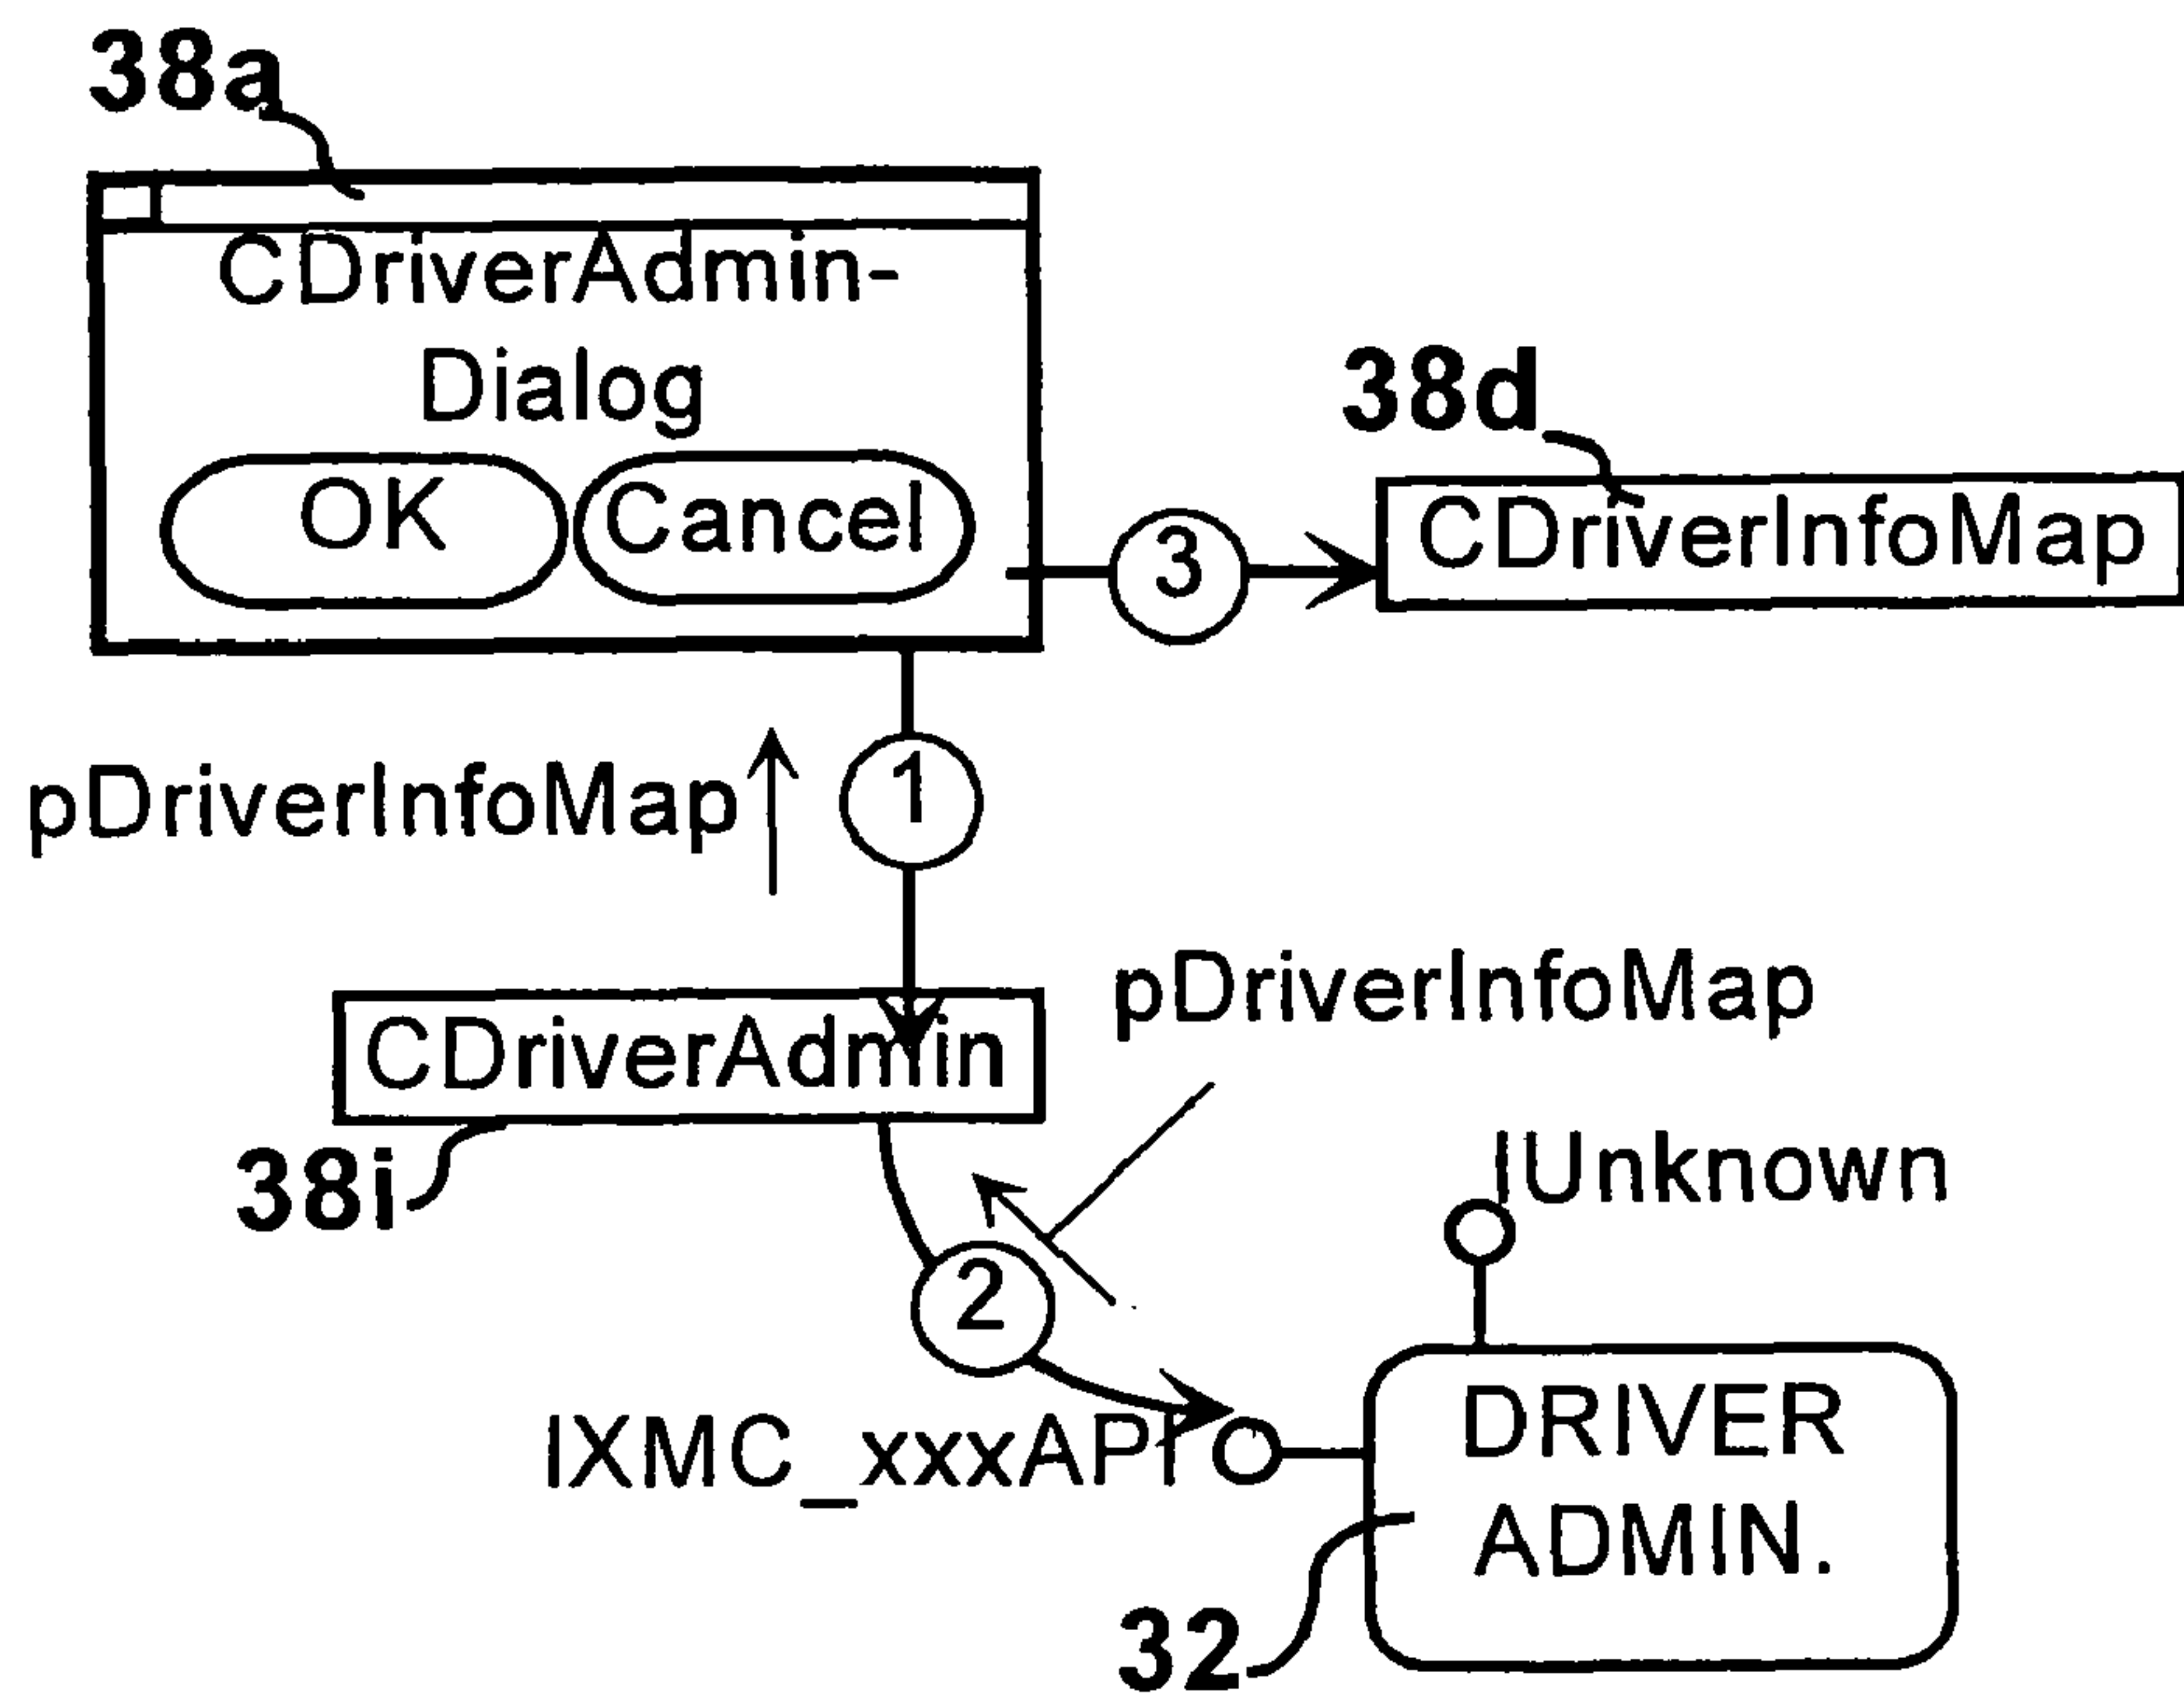 38a
CDriverAdmin-
Dialog
OK Cancel
38d
CDriverInfoMap
3
pDriverInfoMap
1
pDriverInfoMap
CDriverAdmin
38i
IUnknown
2
IXMC_xxxAPI
DRIVER
ADMIN.
32